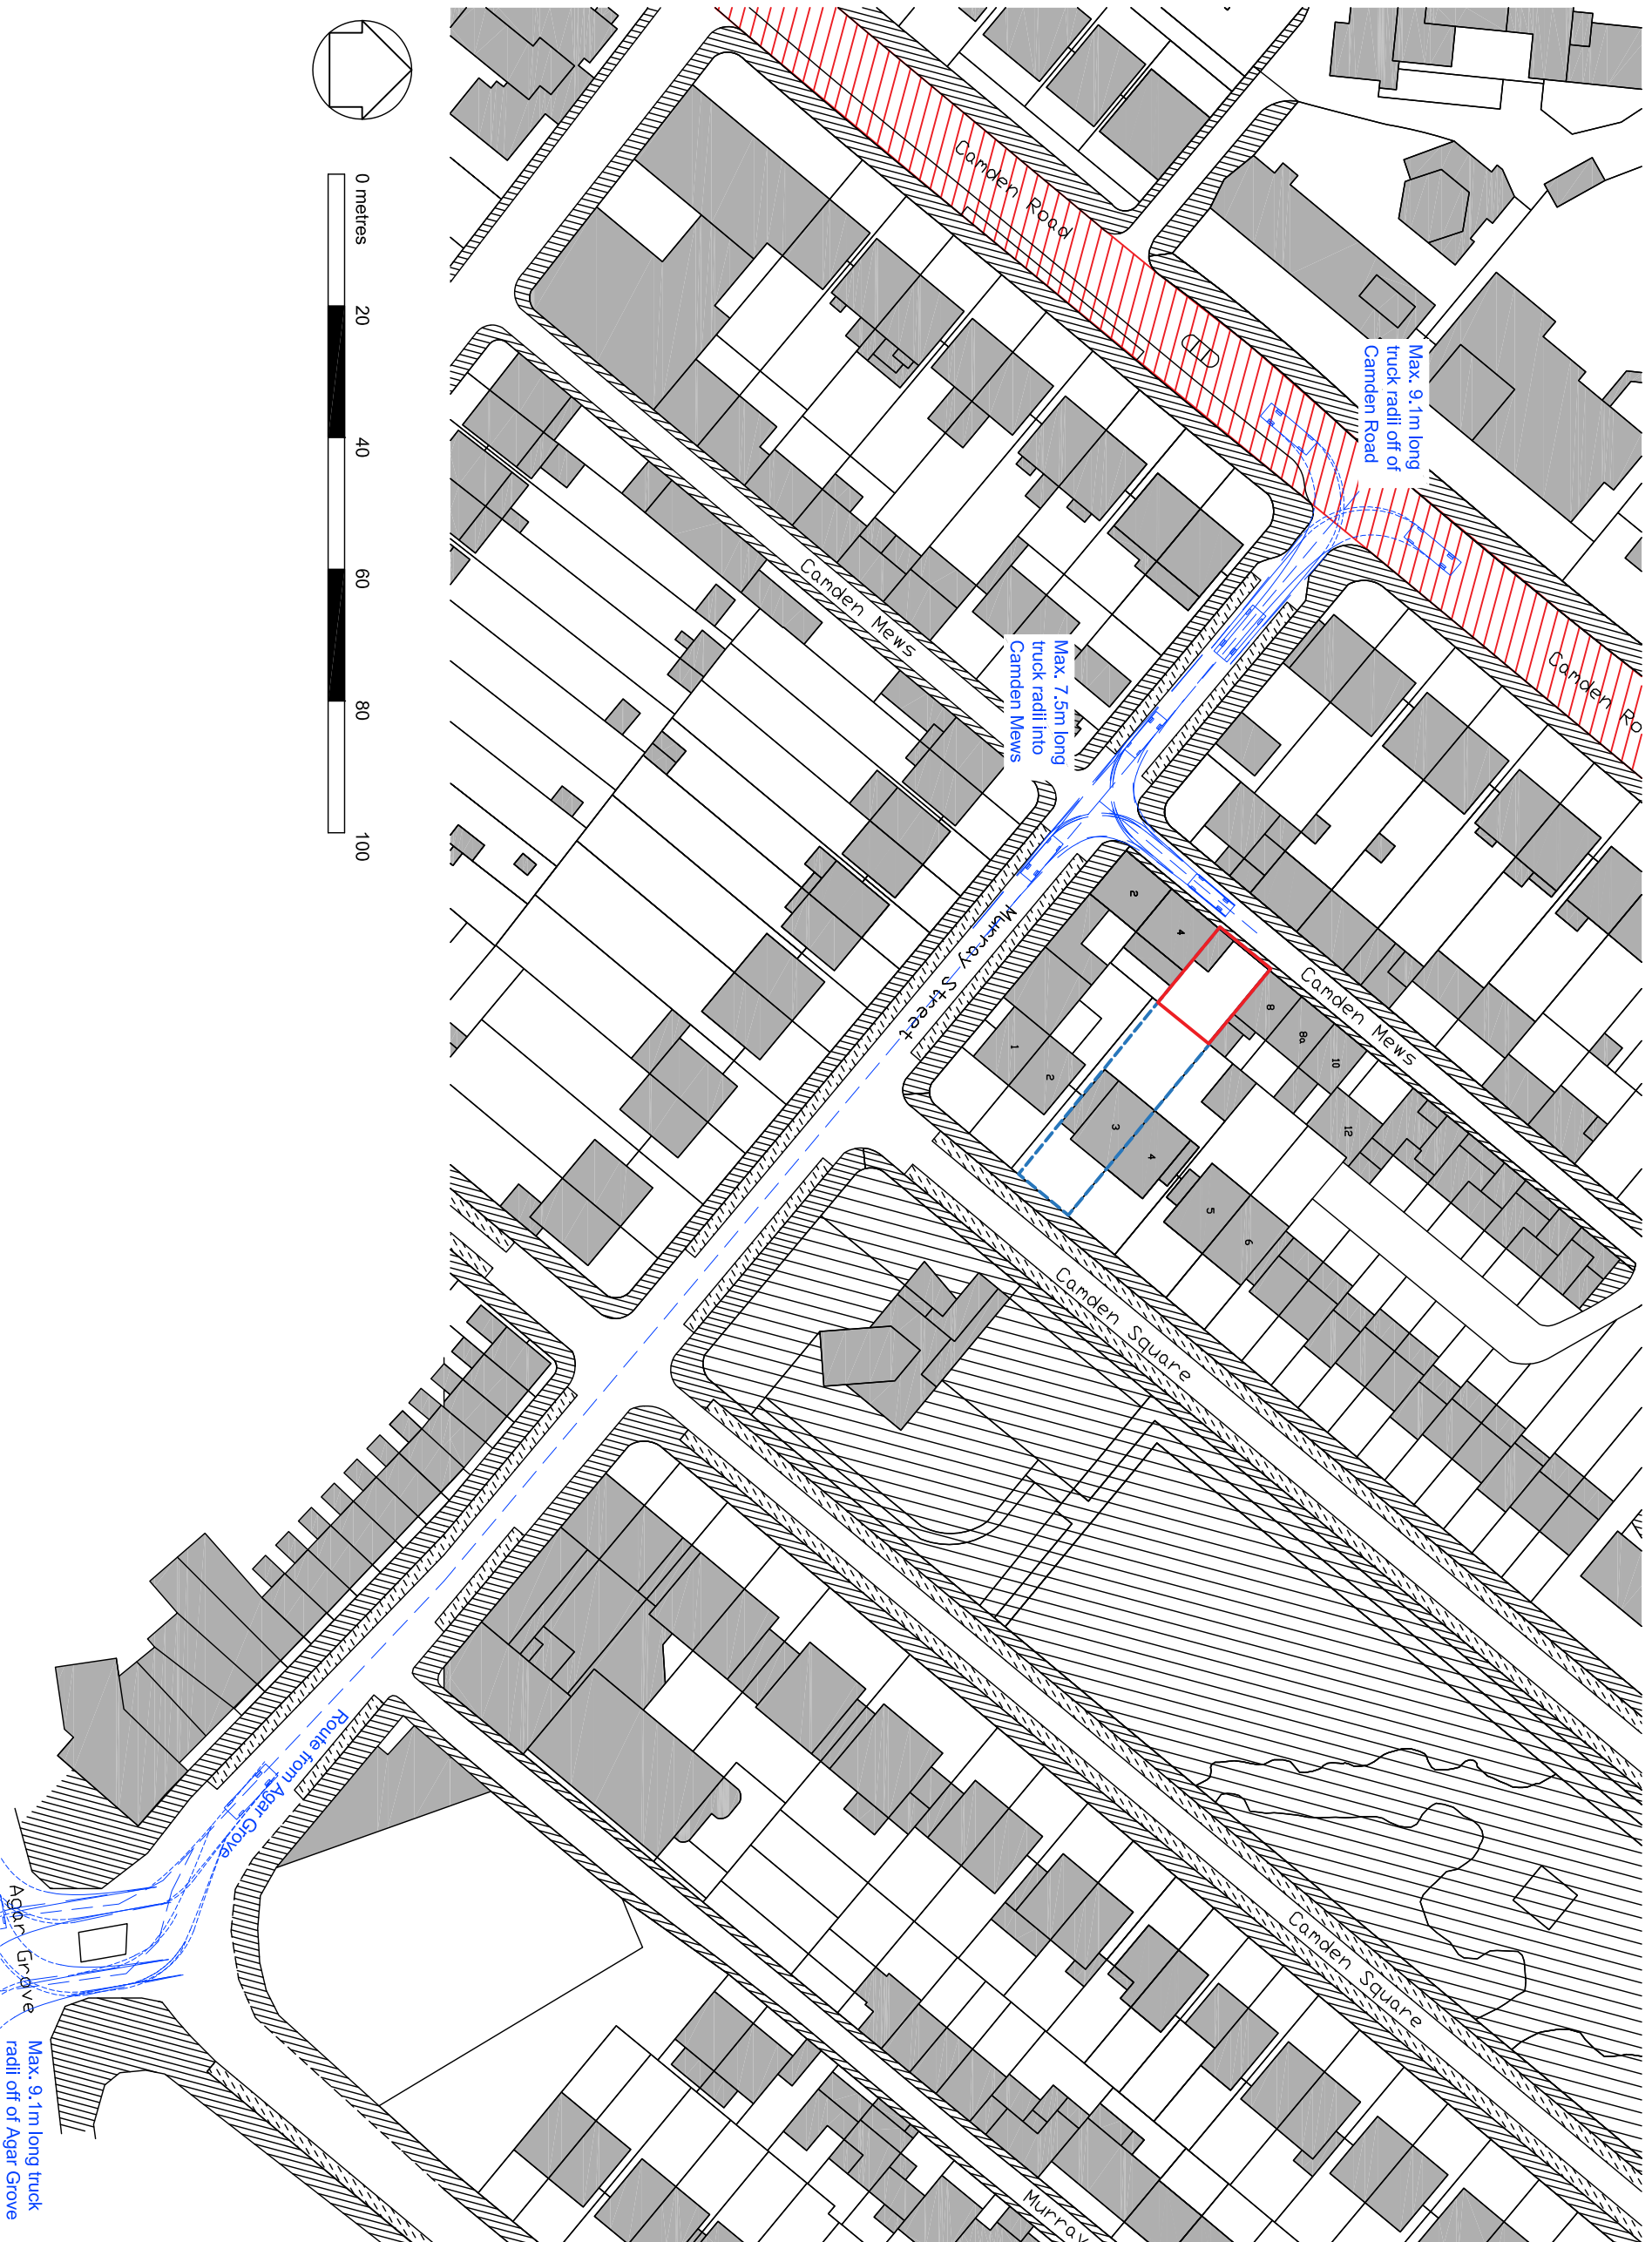 Camden Road
Max. 9.1m long
truck radii off of
Camden Road
Camden Ro
Camden Mews
Max. 7.5m long
truck radii into
Camden Mews
Camden Mews
2
4
8
8a
10
12
1
2
3
4
5
6
Murray Street
Camden Square
Camden Square
Murray
Route from Agar Grove
Agar Grove
Max. 9.1m long truck
radii off of Agar Grove
0 metres
20
40
60
80
100